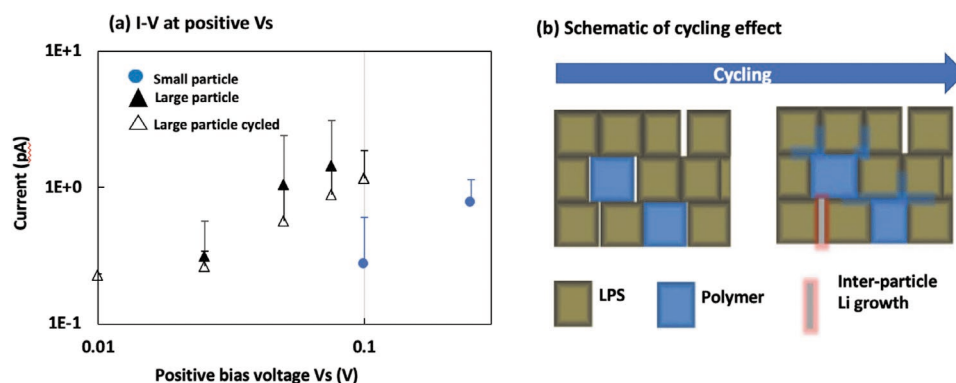 (a) I-V at positive Vs
1E+1
Small particle
Large particle
Large particle cycled
1E+0
1E-1
0.01
0.1
Current (pA)
Positive bias voltage Vs (V)
(b) Schematic of cycling effect
Cycling
LPS
Polymer
Inter-particle
Li growth